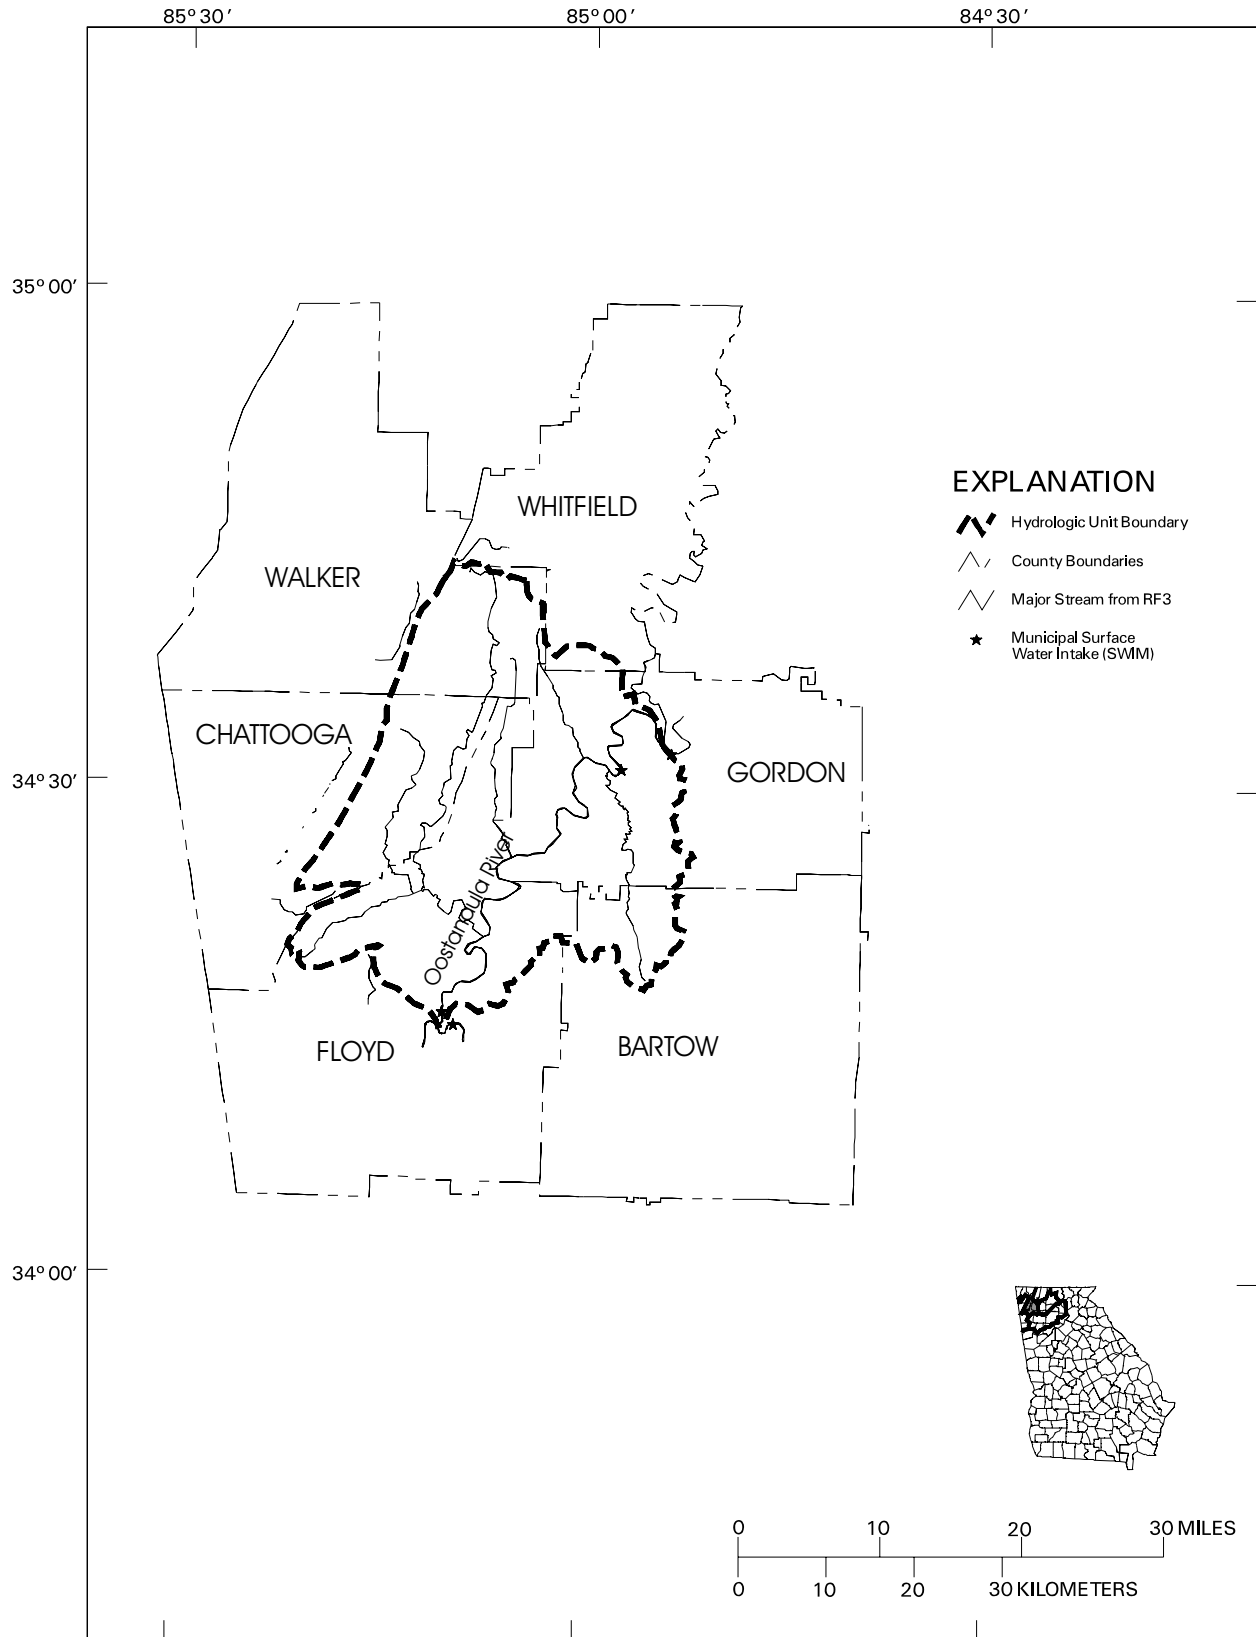 85° 30’
85° 00’
84° 30’
35° 00’
EXPLANATION
WHITFIELD
Hydrologic Unit Boundary
County Boundaries
WALKER
Major Stream from RF3
Municipal Surface
Water Intake (SWIM)
CHATTOOGA
34° 30’
GORDON
Oostanaula River
FLOYD
BARTOW
34° 00’
0 10 20 30 MILES
0 10 20 30 KILOMETERS